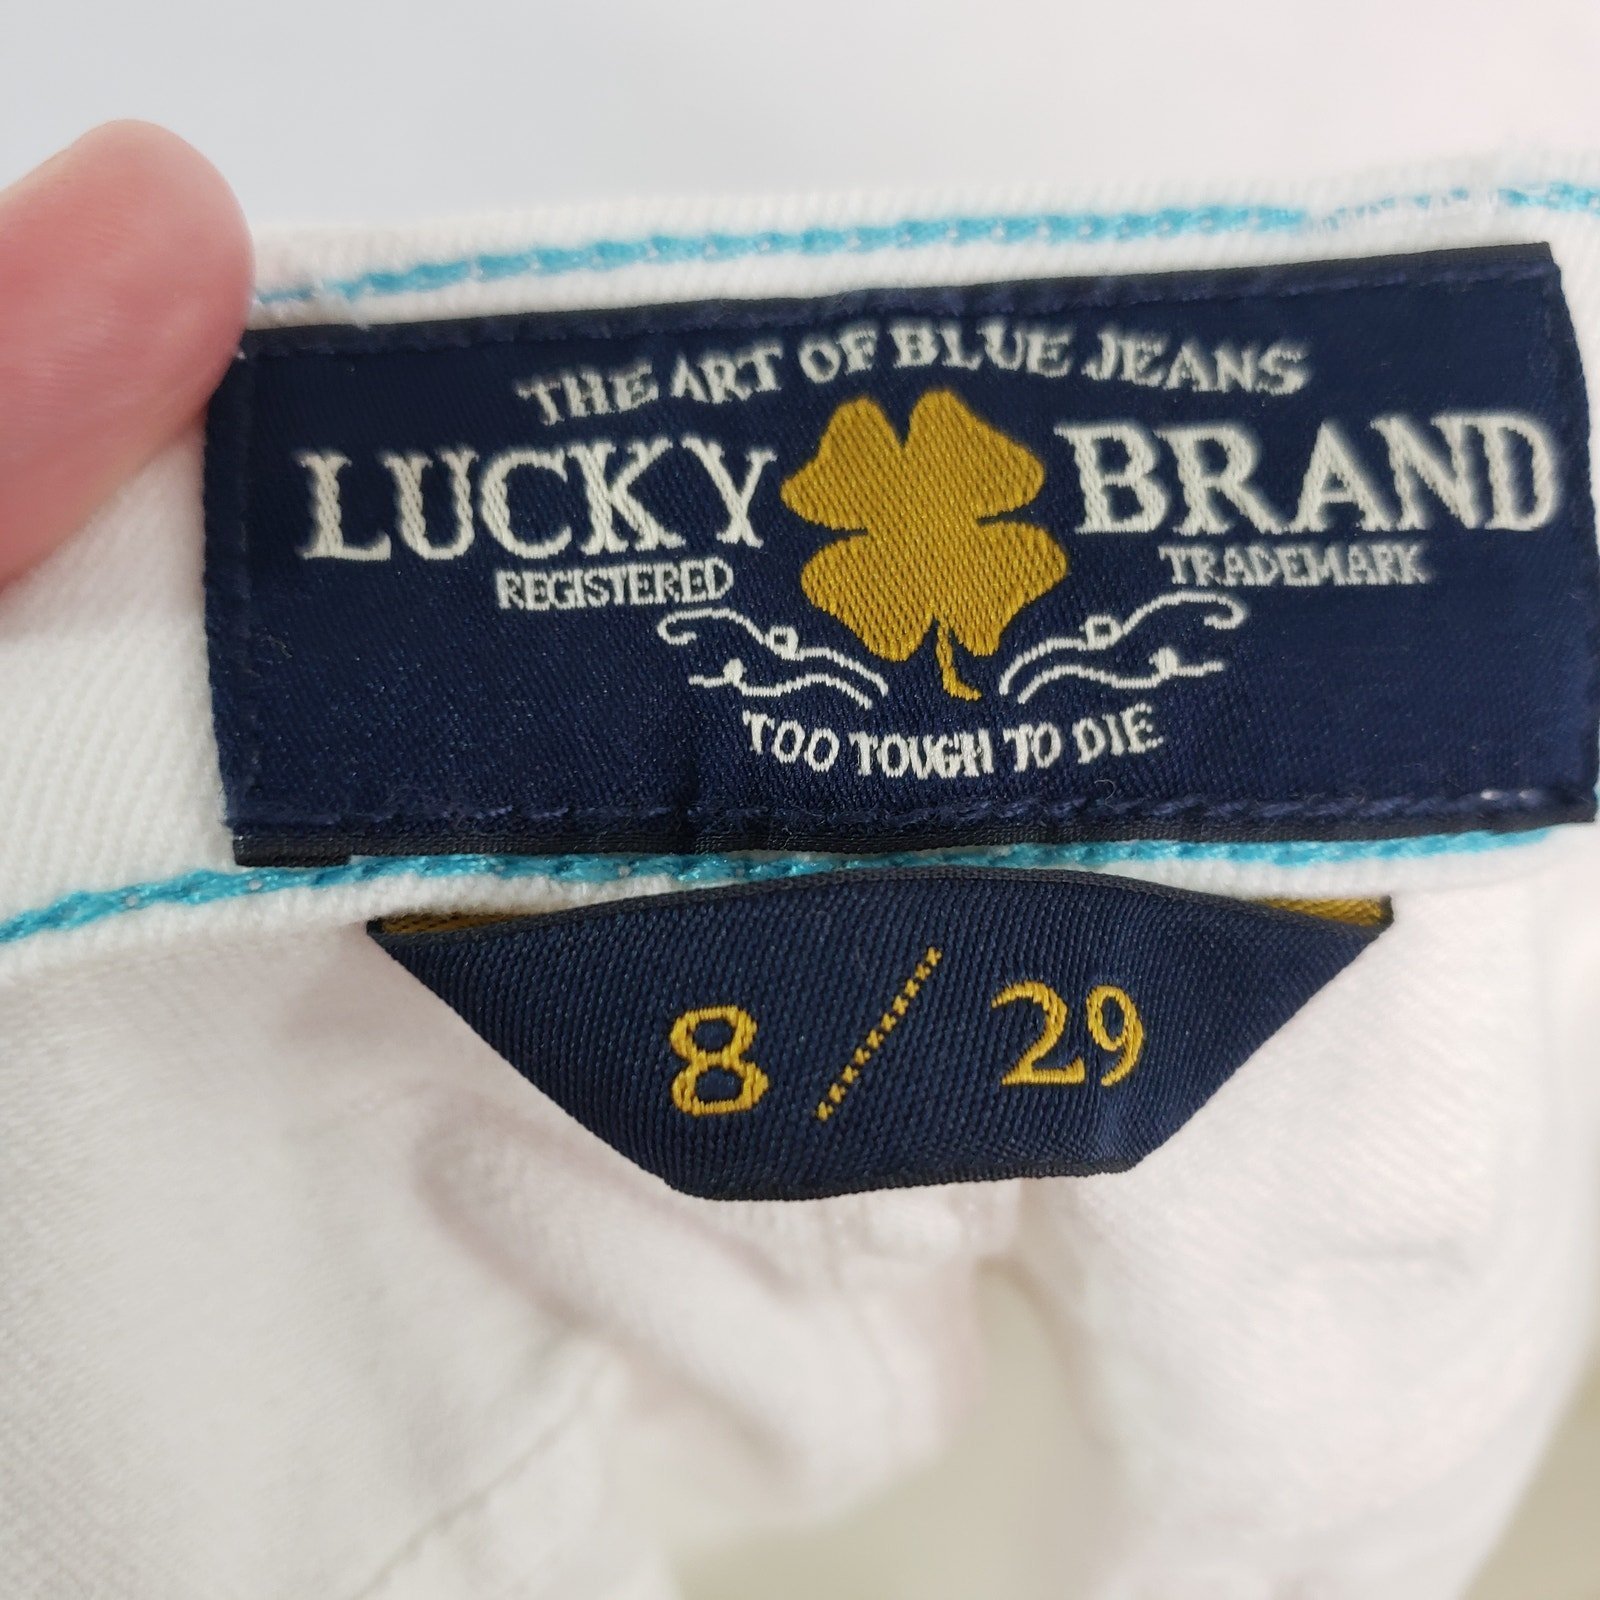 THE ART OF BLUE JEANS
LUCKY BRAND
REGISTERED TRADEMARK
TOO TOUGH TO DIE
8 / 29